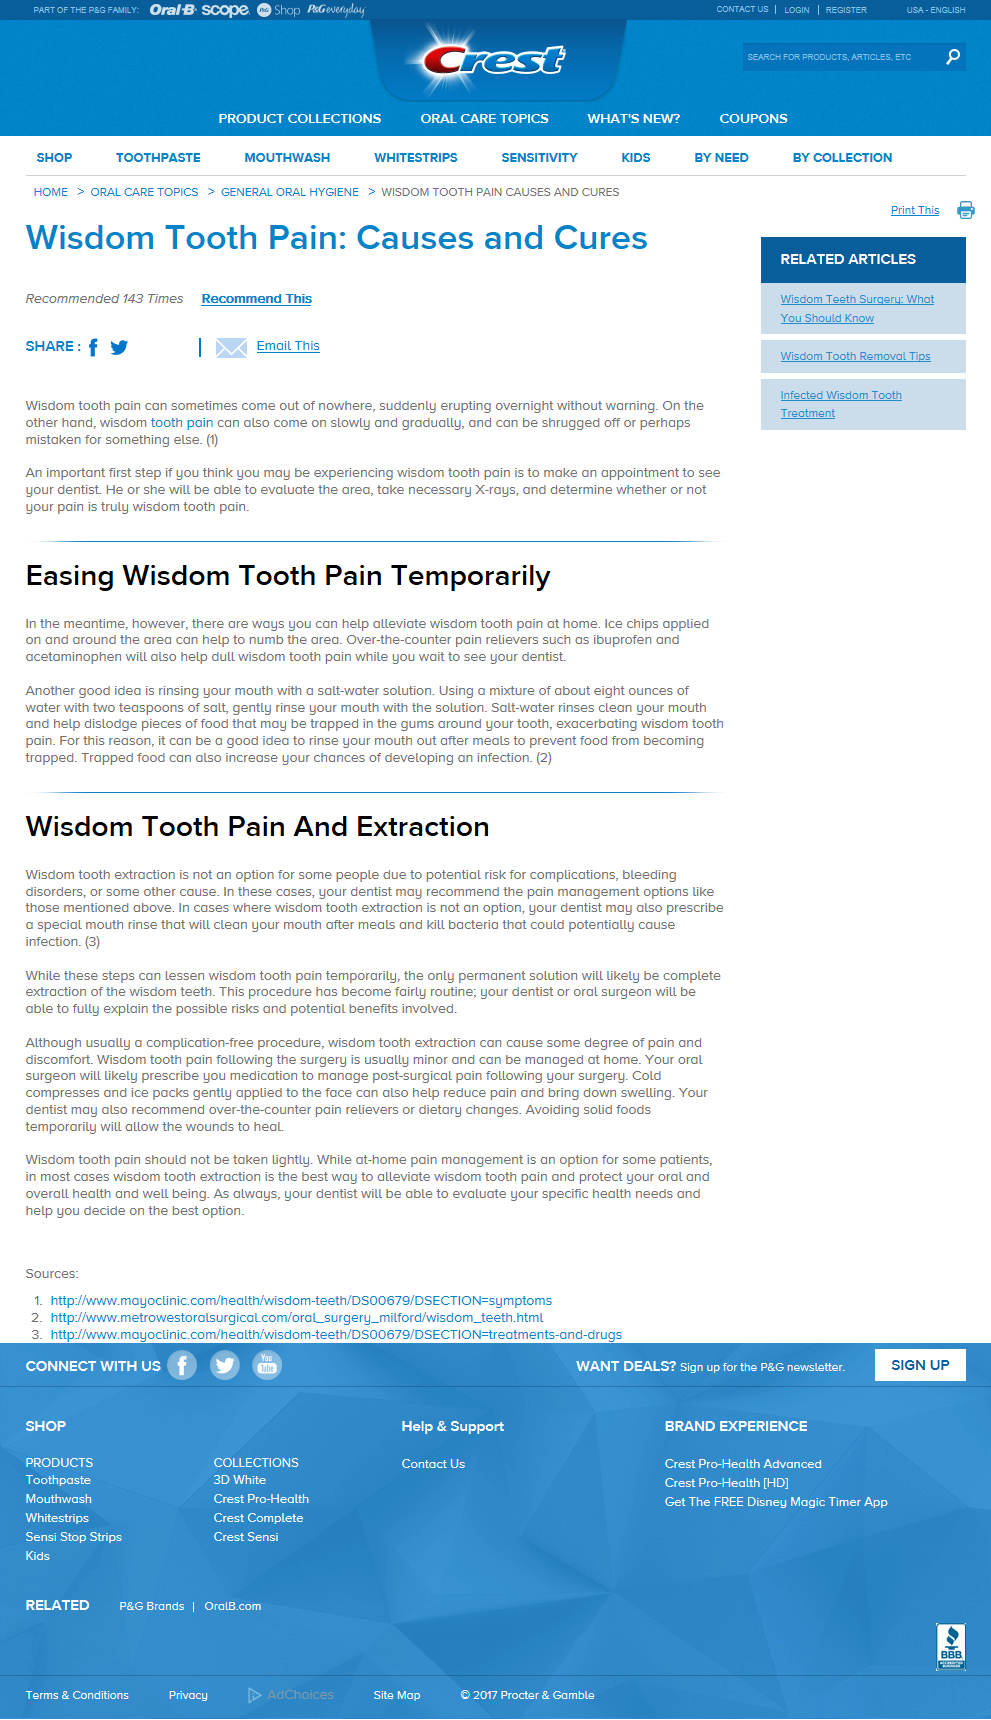 PART OF THE P&G FAMILY: Oral-B scope. P&G Shop P&G everyday
CONTACT US | LOGIN | REGISTER USA - ENGLISH
Crest
SEARCH FOR PRODUCTS, ARTICLES, ETC
PRODUCT COLLECTIONS ORAL CARE TOPICS WHAT'S NEW? COUPONS
SHOP TOOTHPASTE MOUTHWASH WHITESTRIPS SENSITIVITY KIDS BY NEED BY COLLECTION
HOME > ORAL CARE TOPICS > GENERAL ORAL HYGIENE > WISDOM TOOTH PAIN CAUSES AND CURES
Print This
Wisdom Tooth Pain: Causes and Cures
Recommended 143 Times Recommend This
SHARE : | Email This
RELATED ARTICLES
Wisdom Teeth Surgery: What
You Should Know
Wisdom Tooth Removal Tips
Infected Wisdom Tooth
Treatment
Wisdom tooth pain can sometimes come out of nowhere, suddenly erupting overnight without warning. On the
other hand, wisdom tooth pain can also come on slowly and gradually, and can be shrugged off or perhaps
mistaken for something else. (1)
An important first step if you think you may be experiencing wisdom tooth pain is to make an appointment to see
your dentist. He or she will be able to evaluate the area, take necessary X-rays, and determine whether or not
your pain is truly wisdom tooth pain.
Easing Wisdom Tooth Pain Temporarily
In the meantime, however, there are ways you can help alleviate wisdom tooth pain at home. Ice chips applied
on and around the area can help to numb the area. Over-the-counter pain relievers such as ibuprofen and
acetaminophen will also help dull wisdom tooth pain while you wait to see your dentist.
Another good idea is rinsing your mouth with a salt-water solution. Using a mixture of about eight ounces of
water with two teaspoons of salt, gently rinse your mouth with the solution. Salt-water rinses clean your mouth
and help dislodge pieces of food that may be trapped in the gums around your tooth, exacerbating wisdom tooth
pain. For this reason, it can be a good idea to rinse your mouth out after meals to prevent food from becoming
trapped. Trapped food can also increase your chances of developing an infection. (2)
Wisdom Tooth Pain And Extraction
Wisdom tooth extraction is not an option for some people due to potential risk for complications, bleeding
disorders, or some other cause. In these cases, your dentist may recommend the pain management options like
those mentioned above. In cases where wisdom tooth extraction is not an option, your dentist may also prescribe
a special mouth rinse that will clean your mouth after meals and kill bacteria that could potentially cause
infection. (3)
While these steps can lessen wisdom tooth pain temporarily, the only permanent solution will likely be complete
extraction of the wisdom teeth. This procedure has become fairly routine; your dentist or oral surgeon will be
able to fully explain the possible risks and potential benefits involved.
Although usually a complication-free procedure, wisdom tooth extraction can cause some degree of pain and
discomfort. Wisdom tooth pain following the surgery is usually minor and can be managed at home. Your oral
surgeon will likely prescribe you medication to manage post-surgical pain following your surgery. Cold
compresses and ice packs gently applied to the face can also help reduce pain and bring down swelling. Your
dentist may also recommend over-the-counter pain relievers or dietary changes. Avoiding solid foods
temporarily will allow the wounds to heal.
Wisdom tooth pain should not be taken lightly. While at-home pain management is an option for some patients,
in most cases wisdom tooth extraction is the best way to alleviate wisdom tooth pain and protect your oral and
overall health and well being. As always, your dentist will be able to evaluate your specific health needs and
help you decide on the best option.
Sources:
1. http://www.mayoclinic.com/health/wisdom-teeth/DS00679/DSECTION=symptoms
2. http://www.metrowestoralsurgical.com/oral_surgery_milford/wisdom_teeth.html
3. http://www.mayoclinic.com/health/wisdom-teeth/DS00679/DSECTION=treatments-and-drugs
CONNECT WITH US You Tube WANT DEALS? Sign up for the P&G newsletter. SIGN UP
SHOP
PRODUCTS
Toothpaste
Mouthwash
Whitestrips
Sensi Stop Strips
Kids
COLLECTIONS
3D White
Crest Pro-Health
Crest Complete
Crest Sensi
Help & Support
Contact Us
BRAND EXPERIENCE
Crest Pro-Health Advanced
Crest Pro-Health [HD]
Get The FREE Disney Magic Timer App
RELATED P&G Brands | OralB.com
BBB
ACCREDITED
BUSINESS
Terms & Conditions Privacy AdChoices Site Map © 2017 Procter & Gamble